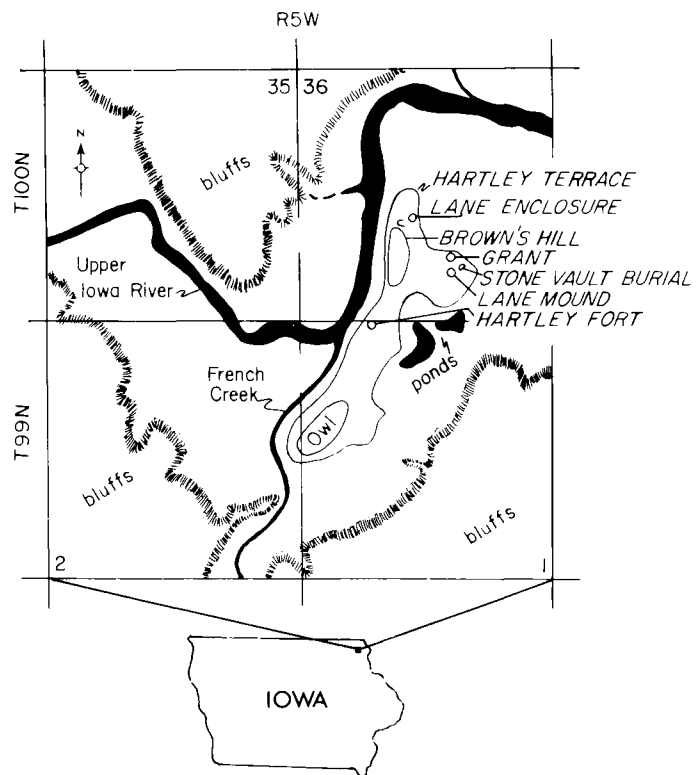 R5W
35 36
N
T100N
bluffs
HARTLEY TERRACE
LANE ENCLOSURE
BROWN'S HILL
GRANT
STONE VAULT BURIAL
LANE MOUND
HARTLEY FORT
Upper
Iowa River
French
Creek
ponds
Owl
T99N
bluffs
bluffs
2
1
IOWA